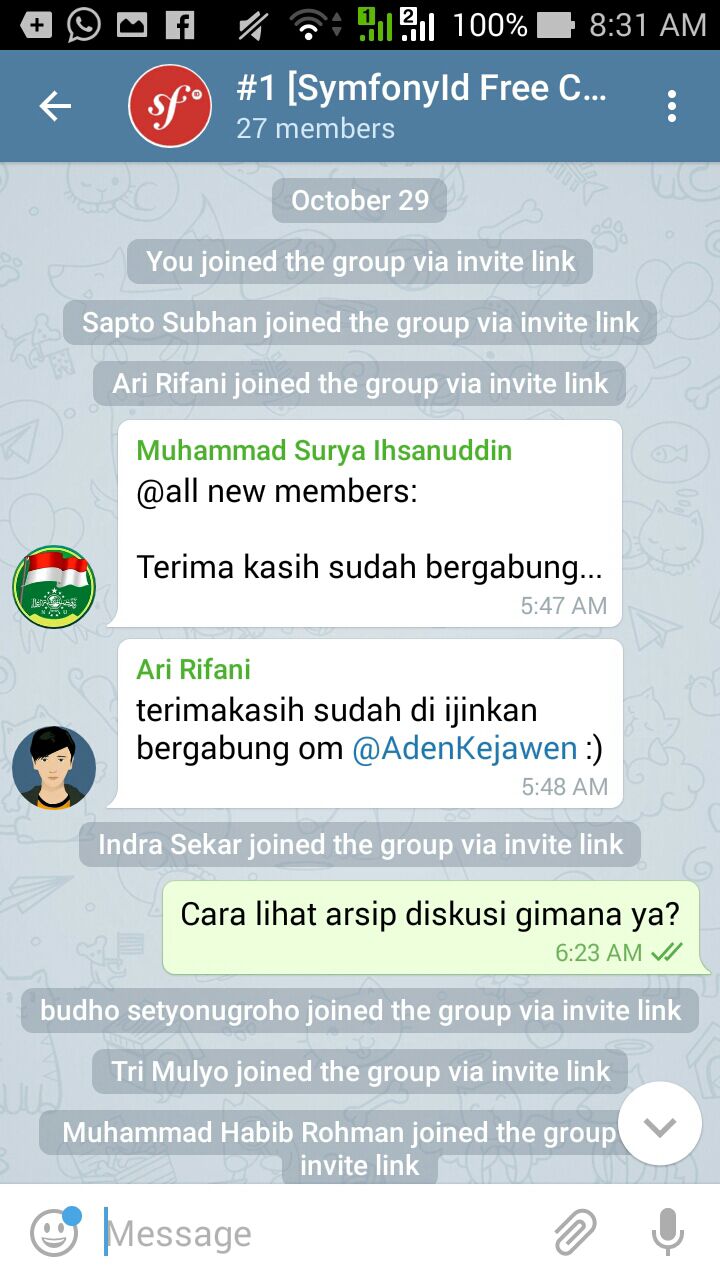 1 2 100% 8:31 AM
sf
#1 [SymfonyId Free C...
27 members
October 29
You joined the group via invite link
Sapto Subhan joined the group via invite link
Ari Rifani joined the group via invite link
Muhammad Surya Ihsanuddin
@all new members:
Terima kasih sudah bergabung...
5:47 AM
Ari Rifani
terimakasih sudah di ijinkan
bergabung om @AdenKejawen :)
5:48 AM
Indra Sekar joined the group via invite link
Cara lihat arsip diskusi gimana ya?
6:23 AM
budho setyonugroho joined the group via invite link
Tri Mulyo joined the group via invite link
Muhammad Habib Rohman joined the group
invite link
Message